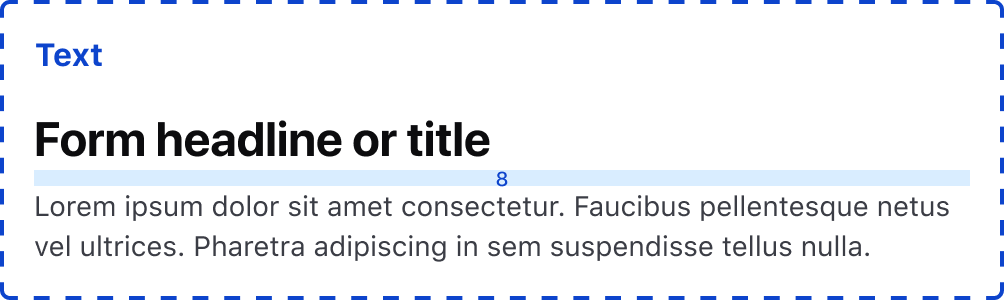 Text
Form headline or title
8
Lorem ipsum dolor sit amet consectetur. Faucibus pellentesque netus
vel ultrices. Pharetra adipiscing in sem suspendisse tellus nulla.